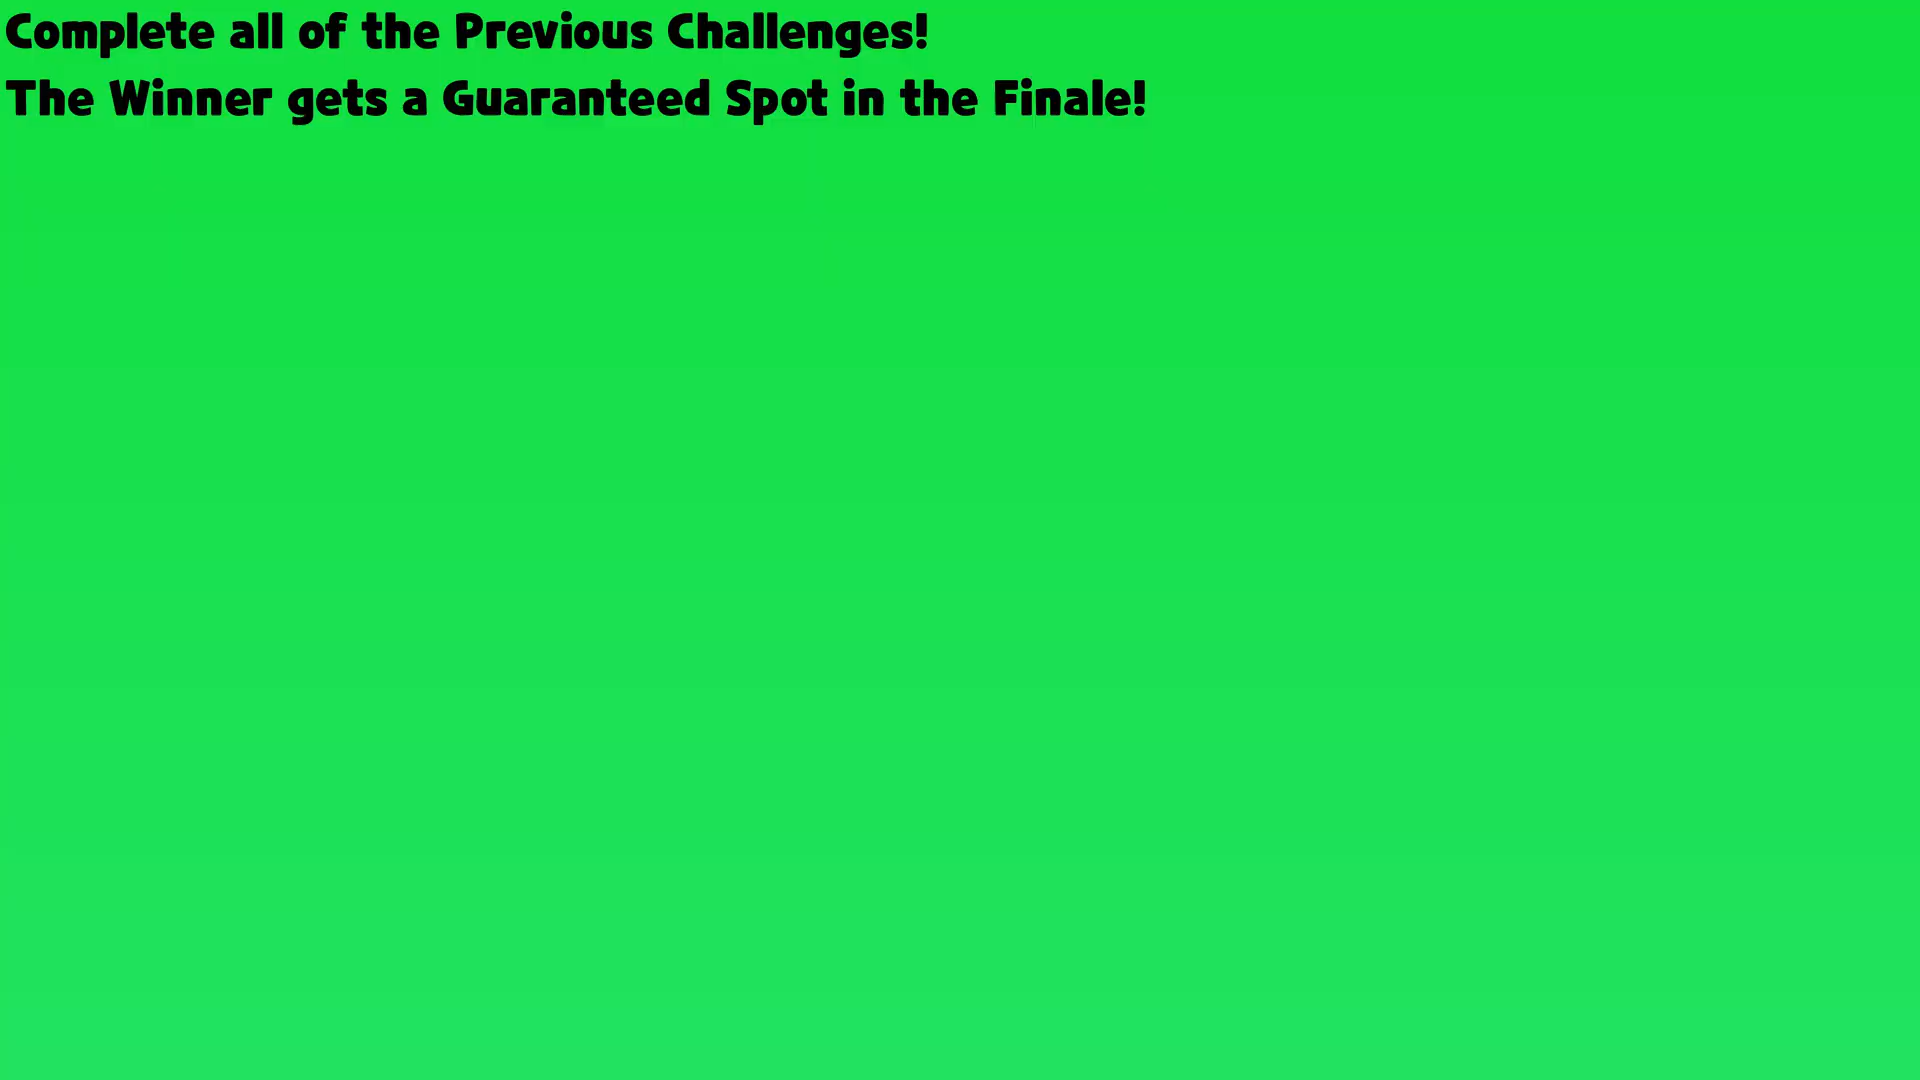 Complete all of the Previous Challenges!
The Winner gets a Guaranteed Spot in the Finale!